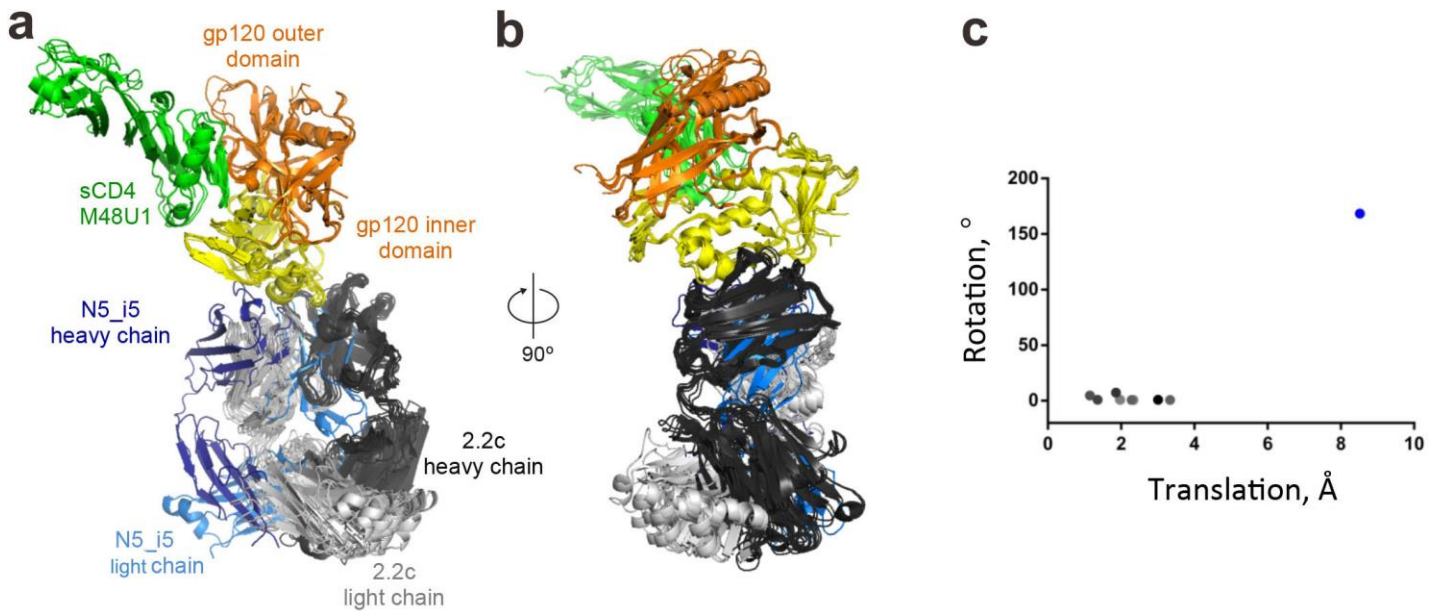 a
gp120 outer
domain
sCD4
M48U1
gp120 inner
domain
N5_i5
heavy chain
2.2c
heavy chain
N5_i5
light chain
2.2c
light chain
b
90º
c
200
150
100
50
0
Rotation, °
0 2 4 6 8 10
Translation, Å